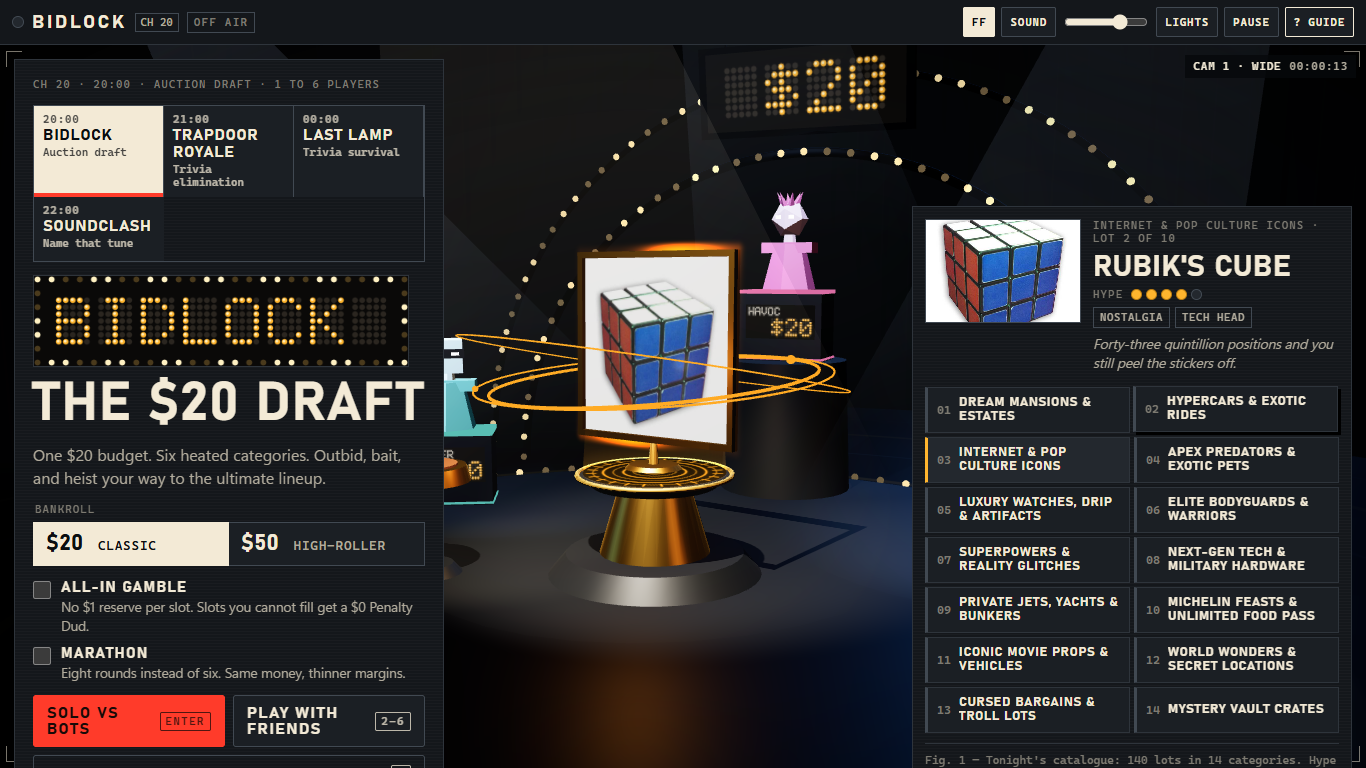 BIDLOCK
CH 20
OFF AIR
FF
SOUND
LIGHTS
PAUSE
? GUIDE
CH 20 · 20:00 · AUCTION DRAFT · 1 TO 6 PLAYERS
20:00
BIDLOCK
Auction draft
21:00
TRAPDOOR
ROYALE
Trivia
elimination
00:00
LAST LAMP
Trivia survival
22:00
SOUNDCLASH
Name that tune
BIDLOCK
THE $20 DRAFT
One $20 budget. Six heated categories. Outbid, bait,
and heist your way to the ultimate lineup.
BANKROLL
$20 CLASSIC
$50 HIGH-ROLLER
ALL-IN GAMBLE
No $1 reserve per slot. Slots you cannot fill get a $0 Penalty
Dud.
MARATHON
Eight rounds instead of six. Same money, thinner margins.
SOLO VS
BOTS
ENTER
PLAY WITH
FRIENDS
2–6
$20
HAVOC
$20
CAM 1 · WIDE 00:00:13
INTERNET & POP CULTURE ICONS ·
LOT 2 OF 10
RUBIK'S CUBE
HYPE
NOSTALGIA
TECH HEAD
Forty-three quintillion positions and you
still peel the stickers off.
01 DREAM MANSIONS &
ESTATES
02 HYPERCARS & EXOTIC
RIDES
03 INTERNET & POP
CULTURE ICONS
04 APEX PREDATORS &
EXOTIC PETS
05 LUXURY WATCHES, DRIP
& ARTIFACTS
06 ELITE BODYGUARDS &
WARRIORS
07 SUPERPOWERS &
REALITY GLITCHES
08 NEXT-GEN TECH &
MILITARY HARDWARE
09 PRIVATE JETS, YACHTS &
BUNKERS
10 MICHELIN FEASTS &
UNLIMITED FOOD PASS
11 ICONIC MOVIE PROPS &
VEHICLES
12 WORLD WONDERS &
SECRET LOCATIONS
13 CURSED BARGAINS &
TROLL LOTS
14 MYSTERY VAULT CRATES
Fig. 1 — Tonight's catalogue: 140 lots in 14 categories. Hype